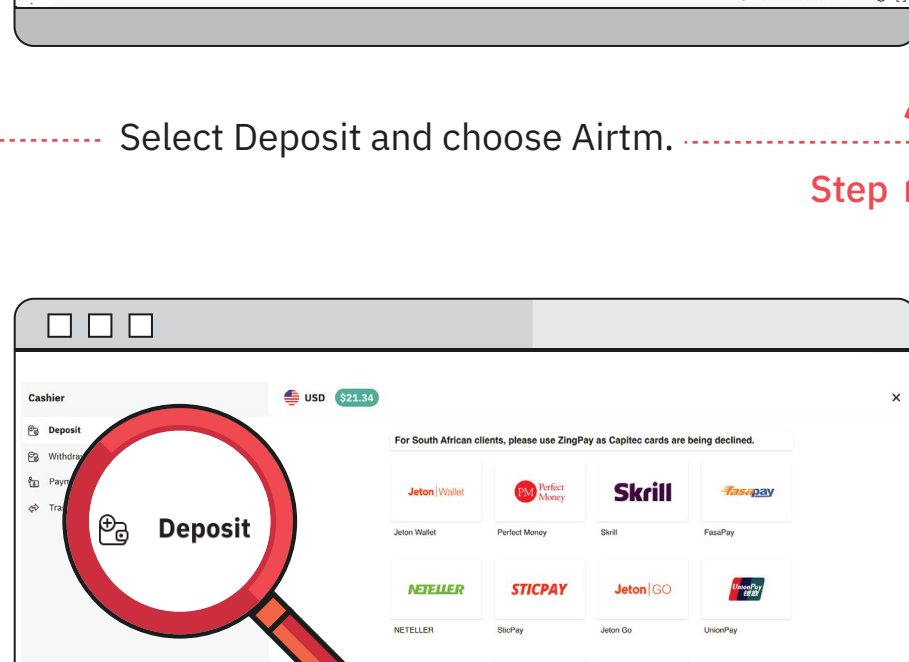 Select Deposit and choose Airtm.
Step
Cashier
USD $21.34
Deposit
For South African clients, please use ZingPay as Capitec cards are being declined.
Deposit
Jeton Wallet
PM Perfect Money
Skrill
Fasapay
Jeton Wallet
Perfect Money
Skrill
FasaPay
NETELLER
STICPAY
Jeton GO
UnionPay
银联
NETELLER
SticPay
Jeton Go
UnionPay